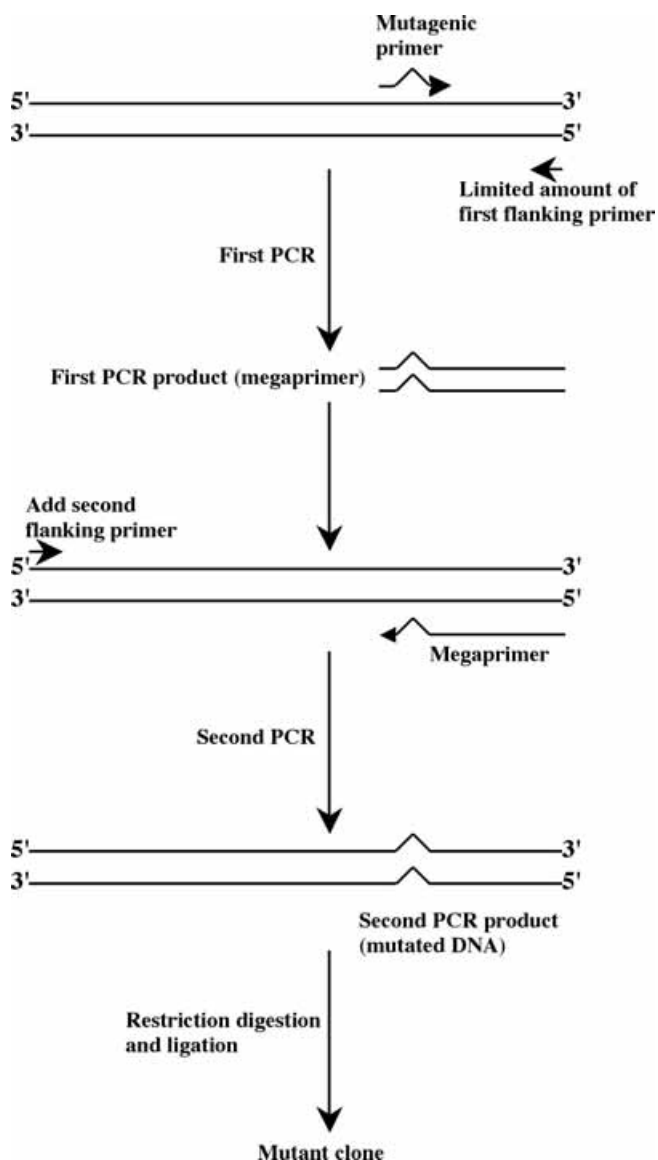 Mutagenic
primer
5' 3'
3' 5'
Limited amount of
first flanking primer
First PCR
First PCR product (megaprimer)
Add second
flanking primer
5' 3'
3' 5'
Megaprimer
Second PCR
5' 3'
3' 5'
Second PCR product
(mutated DNA)
Restriction digestion
and ligation
Mutant clone